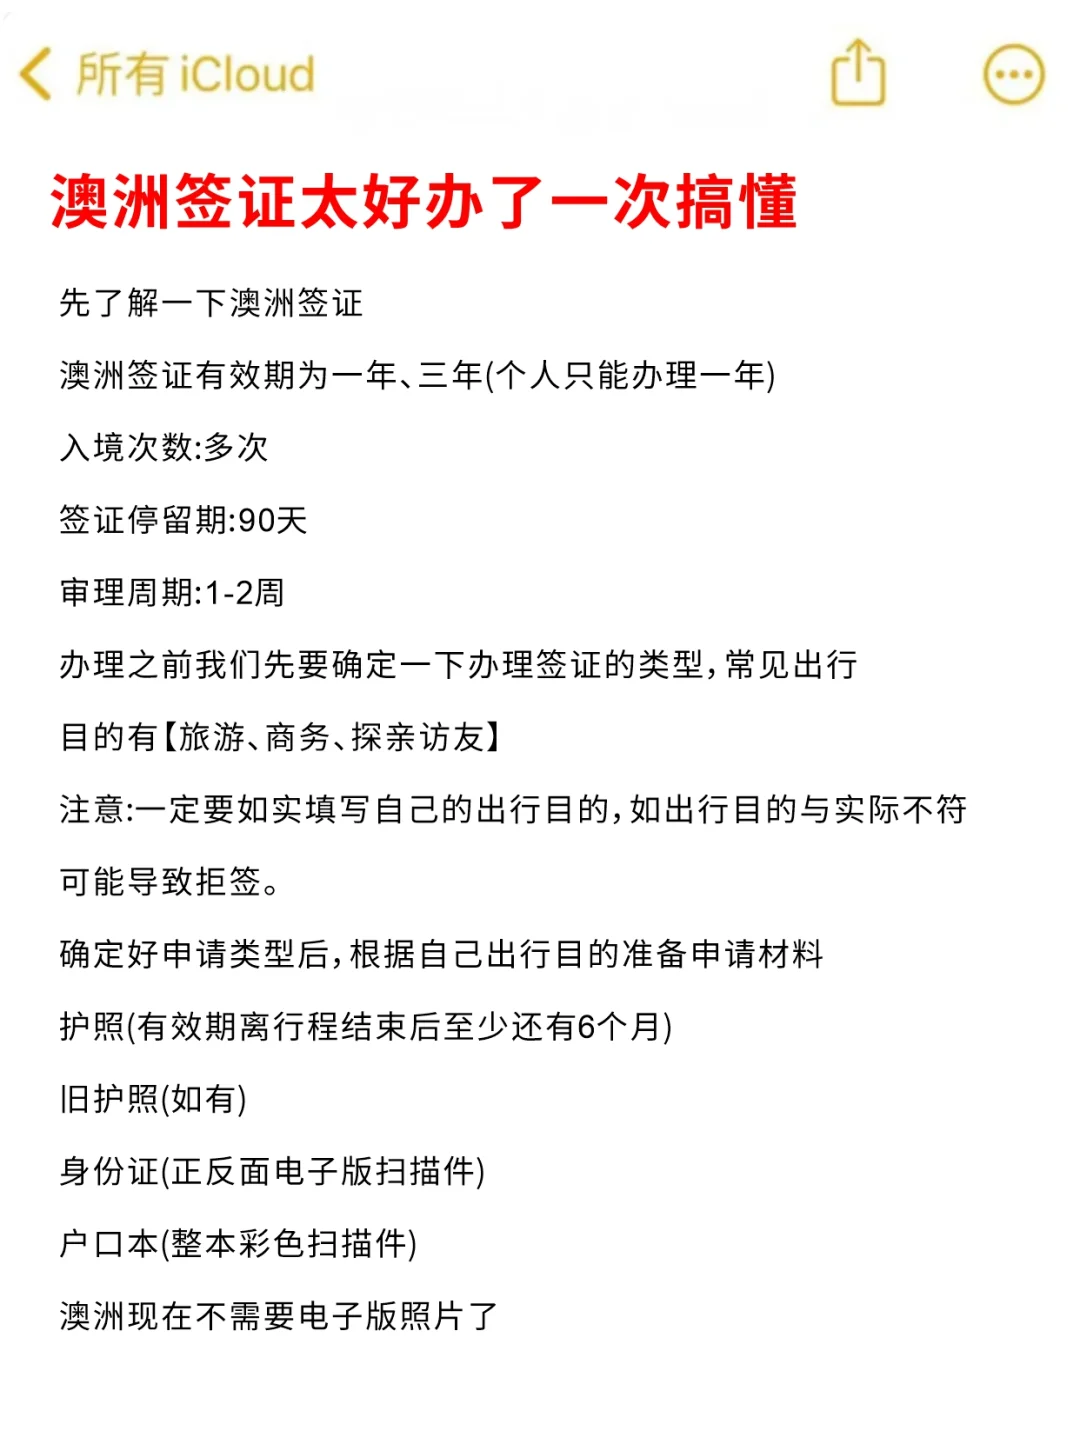 所有 iCloud
澳洲签证太好办了一次搞懂
先了解一下澳洲签证
澳洲签证有效期为一年、三年(个人只能办理一年)
入境次数:多次
签证停留期:90天
审理周期:1-2周
办理之前我们先要确定一下办理签证的类型,常见出行
目的有【旅游、商务、探亲访友】
注意:一定要如实填写自己的出行目的,如出行目的与实际不符
可能导致拒签。
确定好申请类型后,根据自己出行目的准备申请材料
护照(有效期离行程结束后至少还有6个月)
旧护照(如有)
身份证(正反面电子版扫描件)
户口本(整本彩色扫描件)
澳洲现在不需要电子版照片了